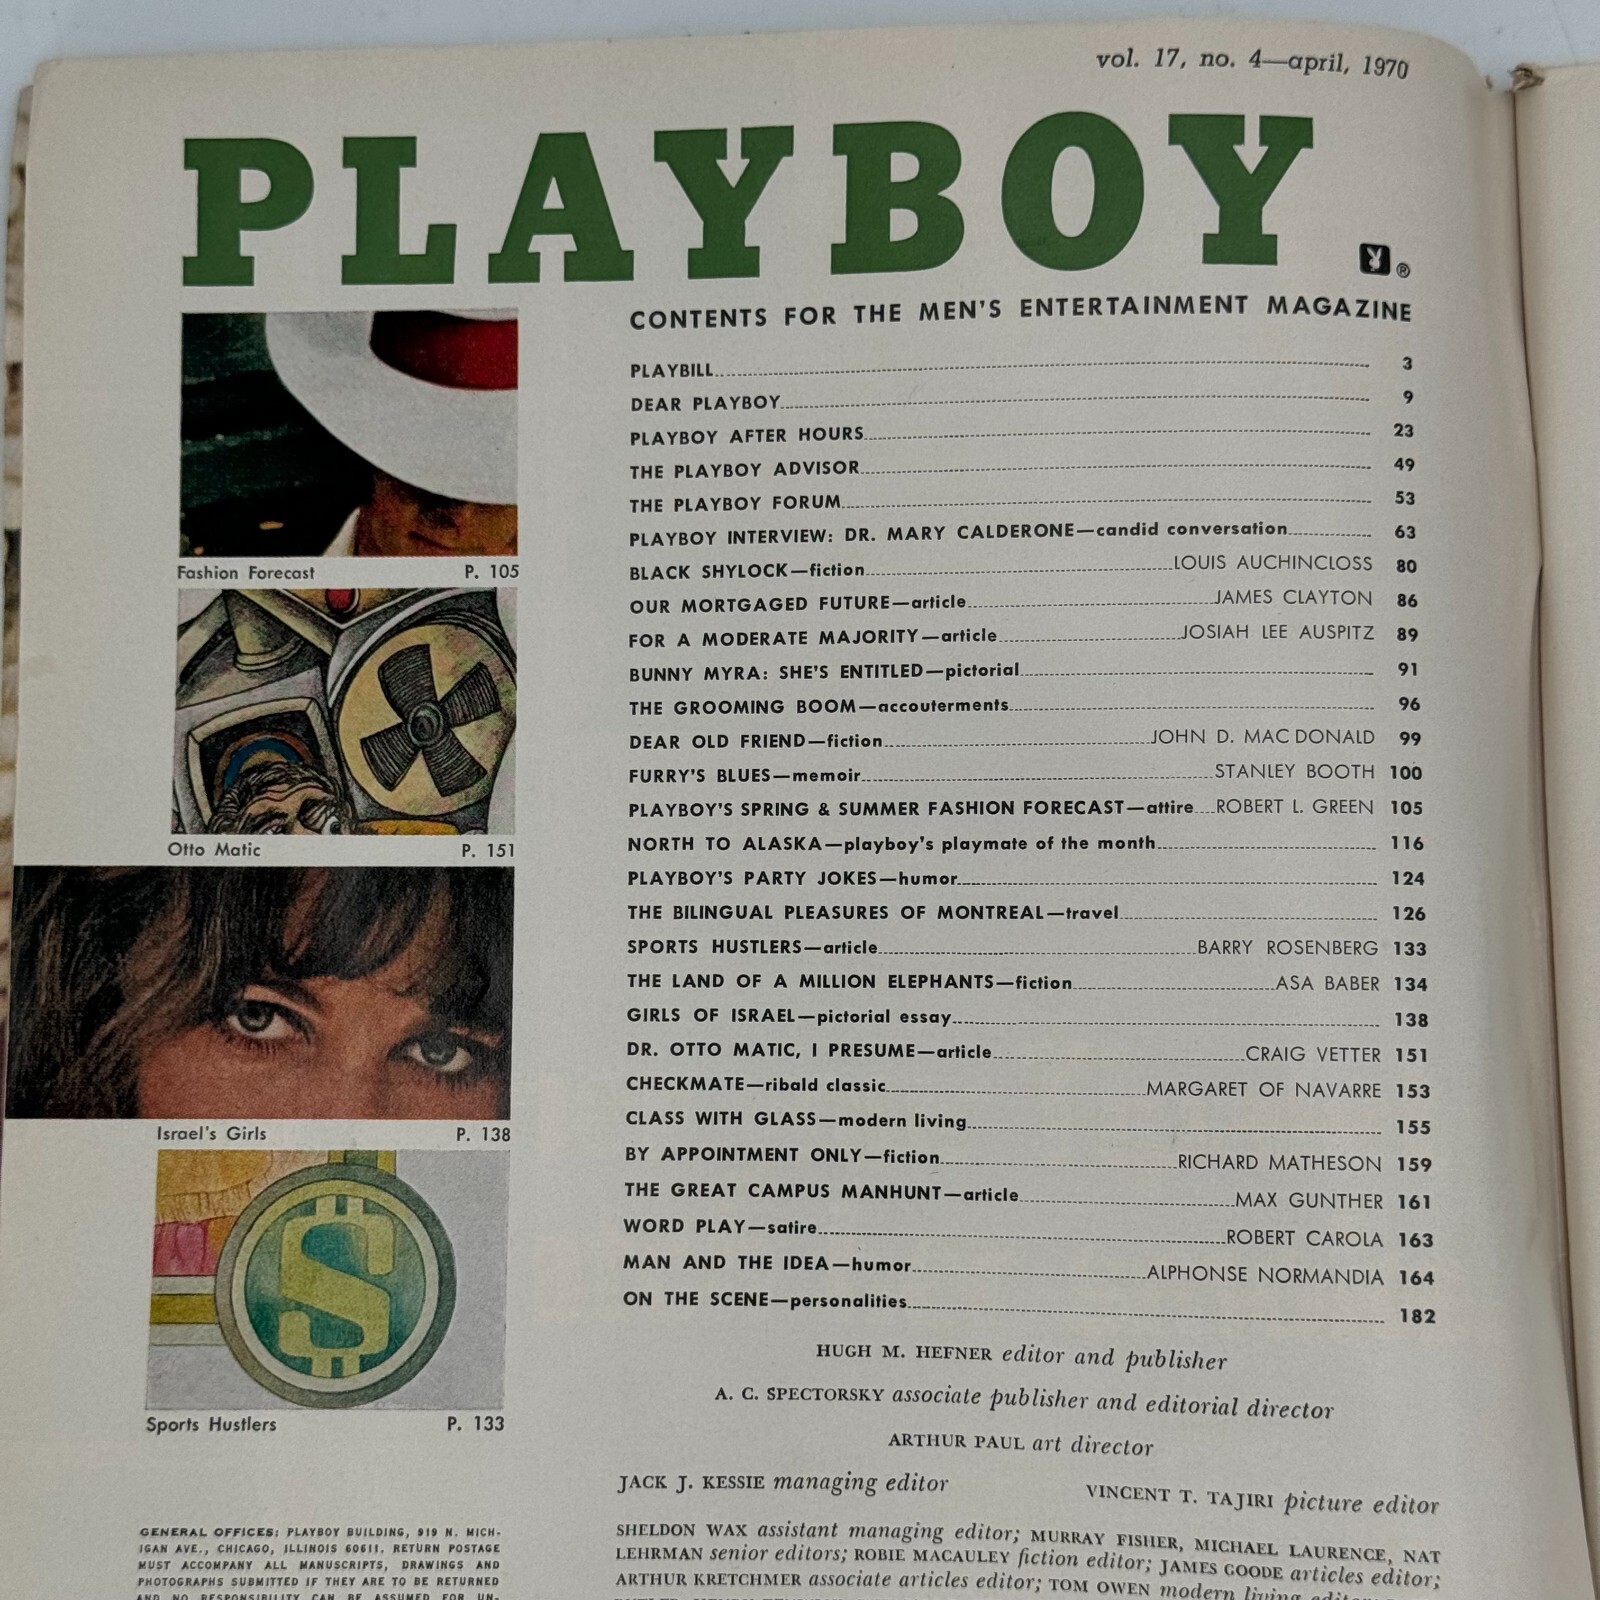 vol. 17, no. 4—april, 1970
PLAYBOY ®
CONTENTS FOR THE MEN'S ENTERTAINMENT MAGAZINE
PLAYBILL 3
DEAR PLAYBOY 9
PLAYBOY AFTER HOURS 23
THE PLAYBOY ADVISOR 49
THE PLAYBOY FORUM 53
PLAYBOY INTERVIEW: DR. MARY CALDERONE—candid conversation 63
BLACK SHYLOCK—fiction LOUIS AUCHINCLOSS 80
OUR MORTGAGED FUTURE—article JAMES CLAYTON 86
FOR A MODERATE MAJORITY—article JOSIAH LEE AUSPITZ 89
BUNNY MYRA: SHE'S ENTITLED—pictorial 91
THE GROOMING BOOM—accouterments 96
DEAR OLD FRIEND—fiction JOHN D. MAC DONALD 99
FURRY'S BLUES—memoir STANLEY BOOTH 100
PLAYBOY'S SPRING & SUMMER FASHION FORECAST—attire ROBERT L. GREEN 105
NORTH TO ALASKA—playboy's playmate of the month 116
PLAYBOY'S PARTY JOKES—humor 124
THE BILINGUAL PLEASURES OF MONTREAL—travel 126
SPORTS HUSTLERS—article BARRY ROSENBERG 133
THE LAND OF A MILLION ELEPHANTS—fiction ASA BABER 134
GIRLS OF ISRAEL—pictorial essay 138
DR. OTTO MATIC, I PRESUME—article CRAIG VETTER 151
CHECKMATE—ribald classic MARGARET OF NAVARRE 153
CLASS WITH GLASS—modern living 155
BY APPOINTMENT ONLY—fiction RICHARD MATHESON 159
THE GREAT CAMPUS MANHUNT—article MAX GUNTHER 161
WORD PLAY—satire ROBERT CAROLA 163
MAN AND THE IDEA—humor ALPHONSE NORMANDIA 164
ON THE SCENE—personalities 182
Fashion Forecast P. 105
Otto Matic P. 151
Israel's Girls P. 138
$
Sports Hustlers P. 133
HUGH M. HEFNER editor and publisher
A. C. SPECTORSKY associate publisher and editorial director
ARTHUR PAUL art director
JACK J. KESSIE managing editor VINCENT T. TAJIRI picture editor
SHELDON WAX assistant managing editor; MURRAY FISHER, MICHAEL LAURENCE, NAT
LEHRMAN senior editors; ROBIE MACAULEY fiction editor; JAMES GOODE articles editor;
ARTHUR KRETCHMER associate articles editor; TOM OWEN modern living
GENERAL OFFICES: PLAYBOY BUILDING, 919 N. MICH-
IGAN AVE., CHICAGO, ILLINOIS 60611. RETURN POSTAGE
MUST ACCOMPANY ALL MANUSCRIPTS, DRAWINGS AND
PHOTOGRAPHS SUBMITTED IF THEY ARE TO BE RETURNED
AND NO RESPONSIBILITY CAN BE ASSUMED FOR UN-